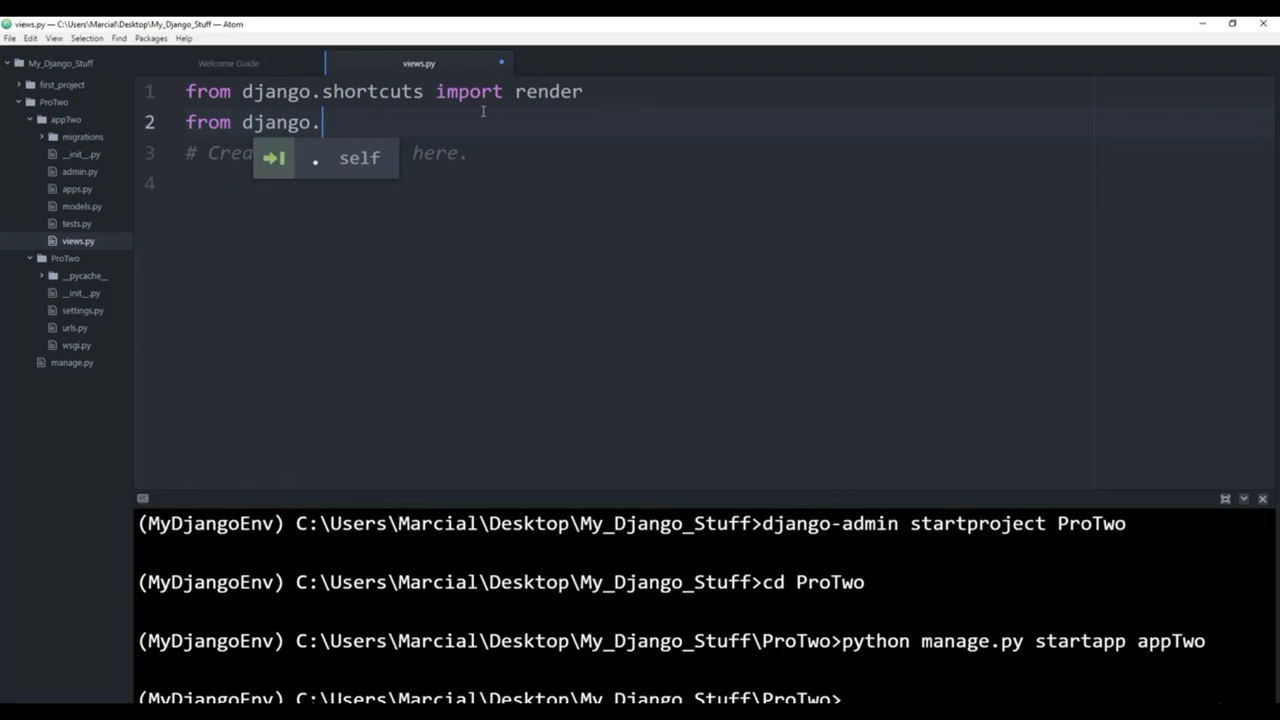 views.py — C:\Users\Marcial\Desktop\My_Django_Stuff — Atom
File Edit View Selection Find Packages Help
My_Django_Stuff
first_project
ProTwo
appTwo
migrations
__init__.py
admin.py
apps.py
models.py
tests.py
views.py
ProTwo
__pycache__
__init__.py
settings.py
urls.py
wsgi.py
manage.py
Welcome Guide views.py
1 from django.shortcuts import render
2 from django.
. self
3 # Crea here.
4
(MyDjangoEnv) C:\Users\Marcial\Desktop\My_Django_Stuff>django-admin startproject ProTwo
(MyDjangoEnv) C:\Users\Marcial\Desktop\My_Django_Stuff>cd ProTwo
(MyDjangoEnv) C:\Users\Marcial\Desktop\My_Django_Stuff\ProTwo>python manage.py startapp appTwo
(MyDjangoEnv) C:\Users\Marcial\Desktop\My_Django_Stuff\ProTwo>